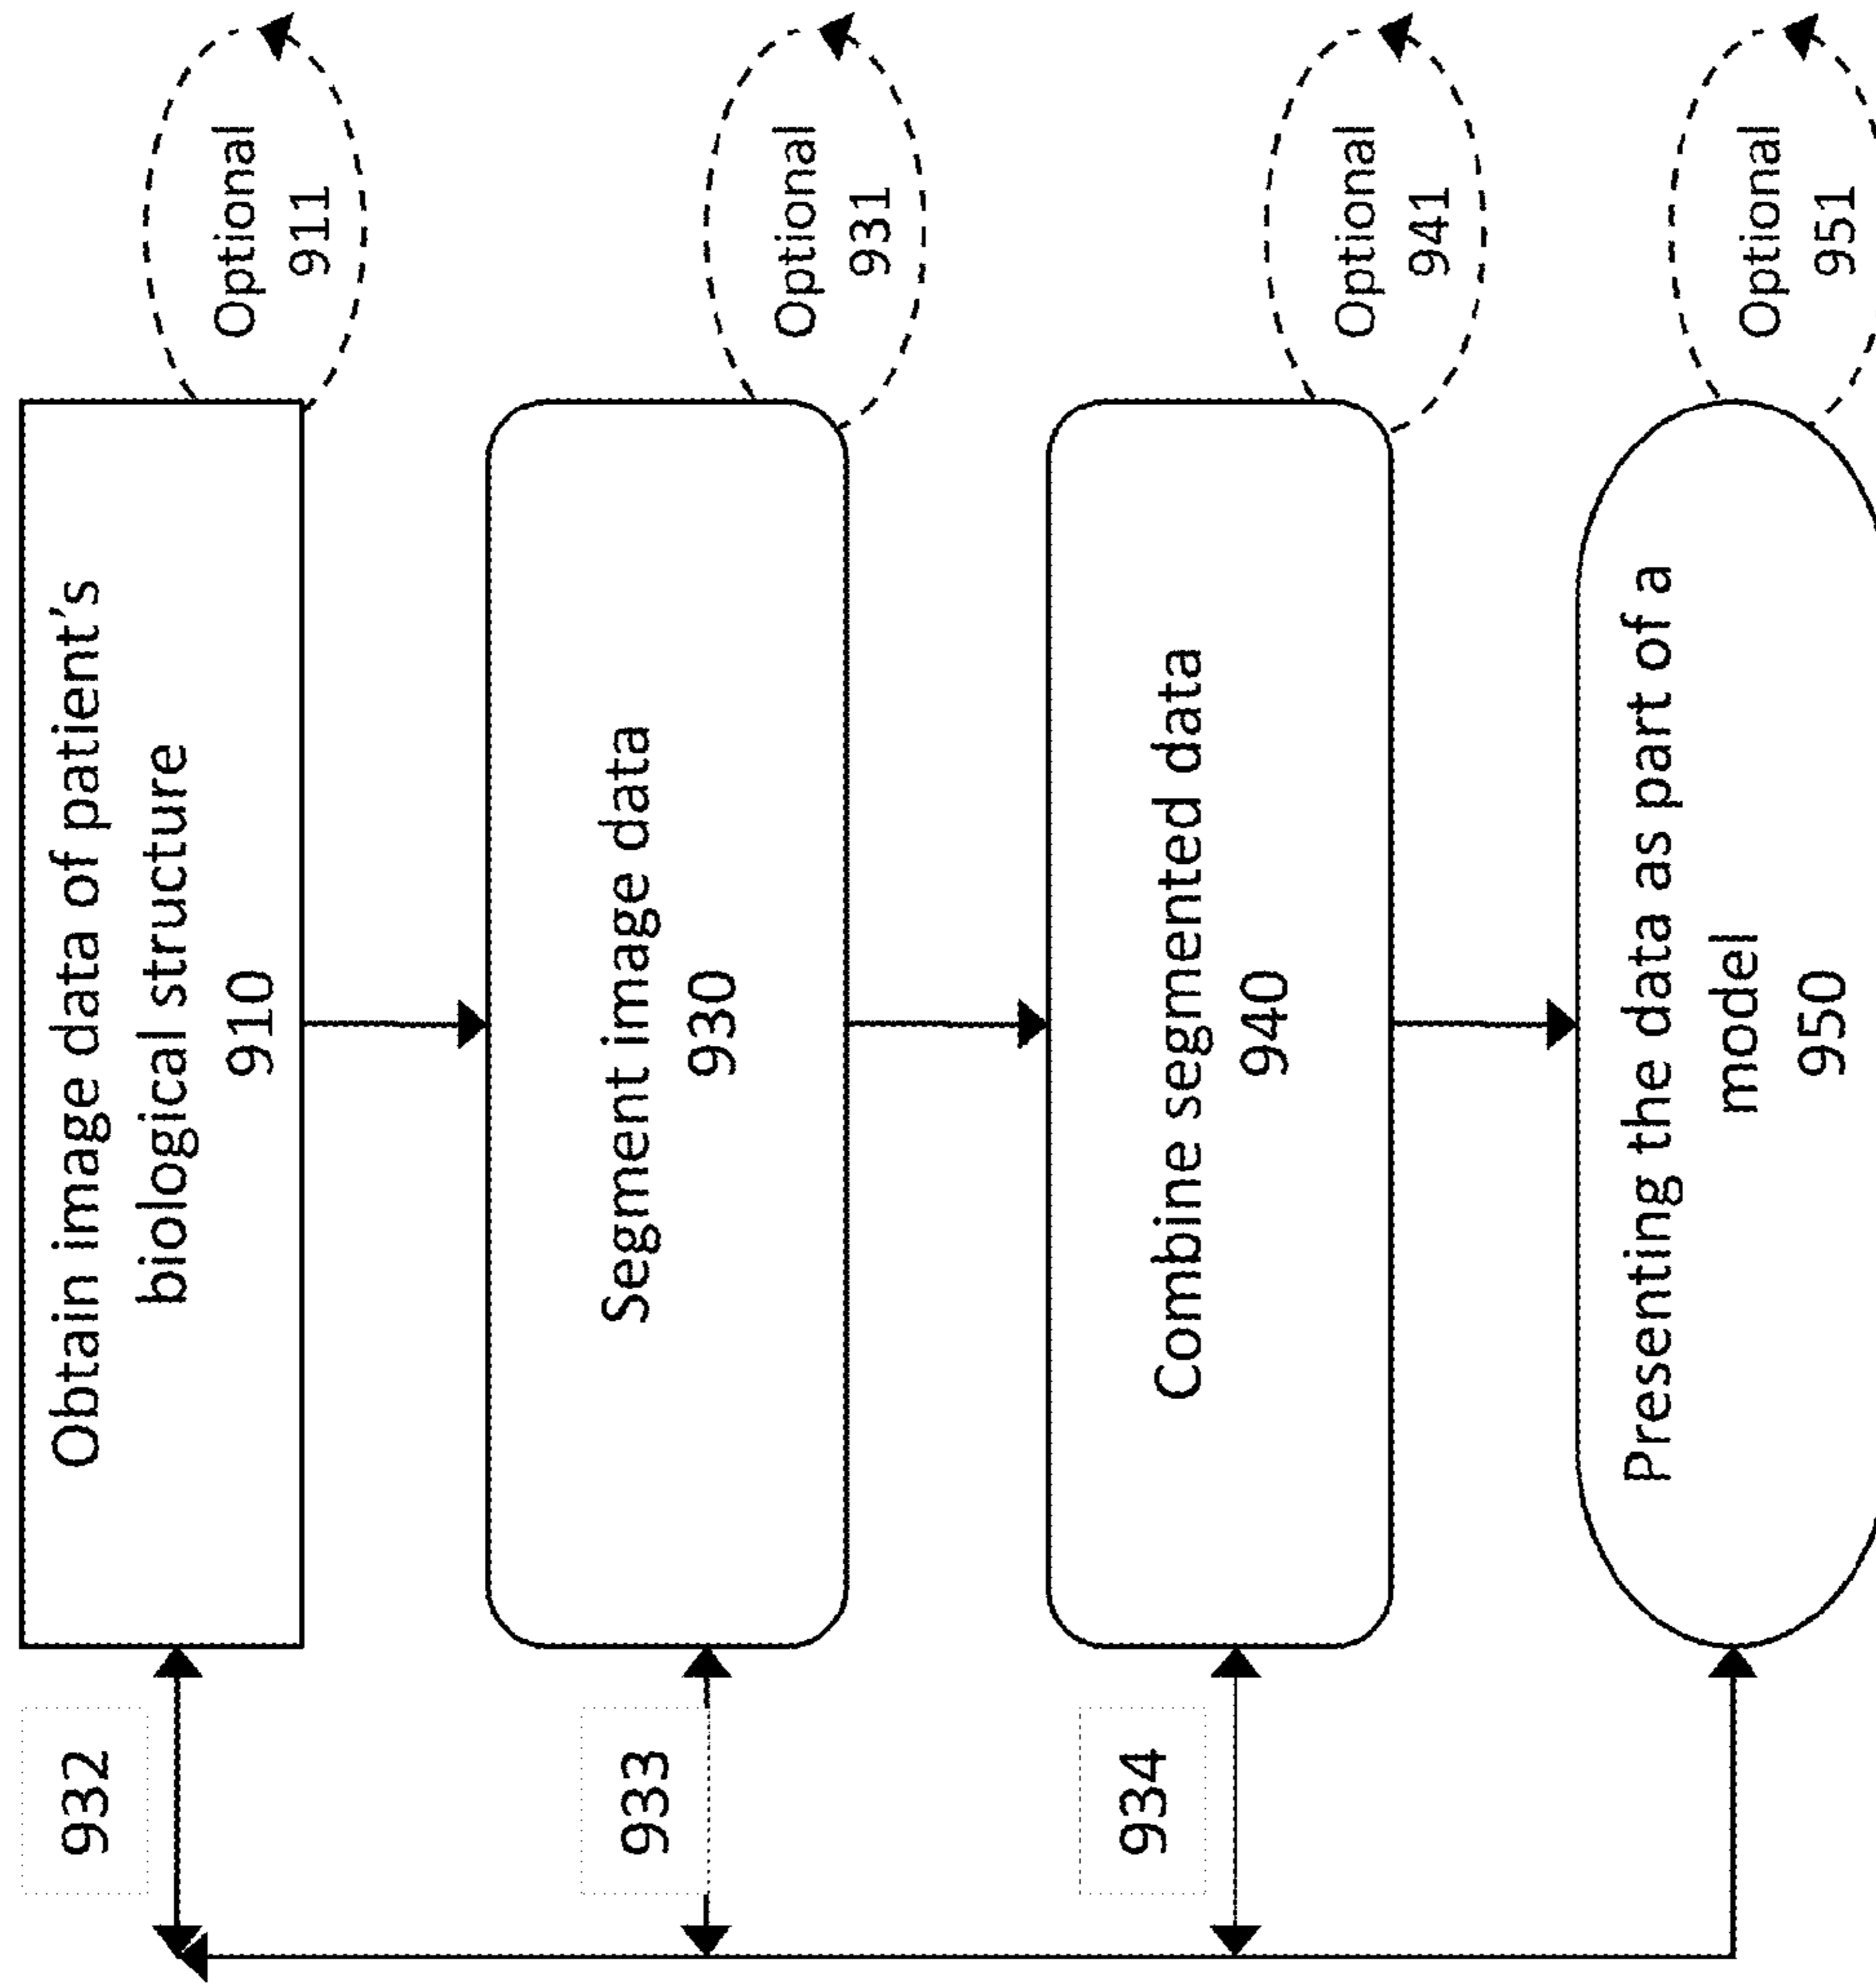 932
Obtain image data of patient's
biological structure
910
Optional
911
933
Segment image data
930
Optional
931
934
Combine segmented data
940
Optional
941
Presenting the data as part of a
model
950
Optional
951